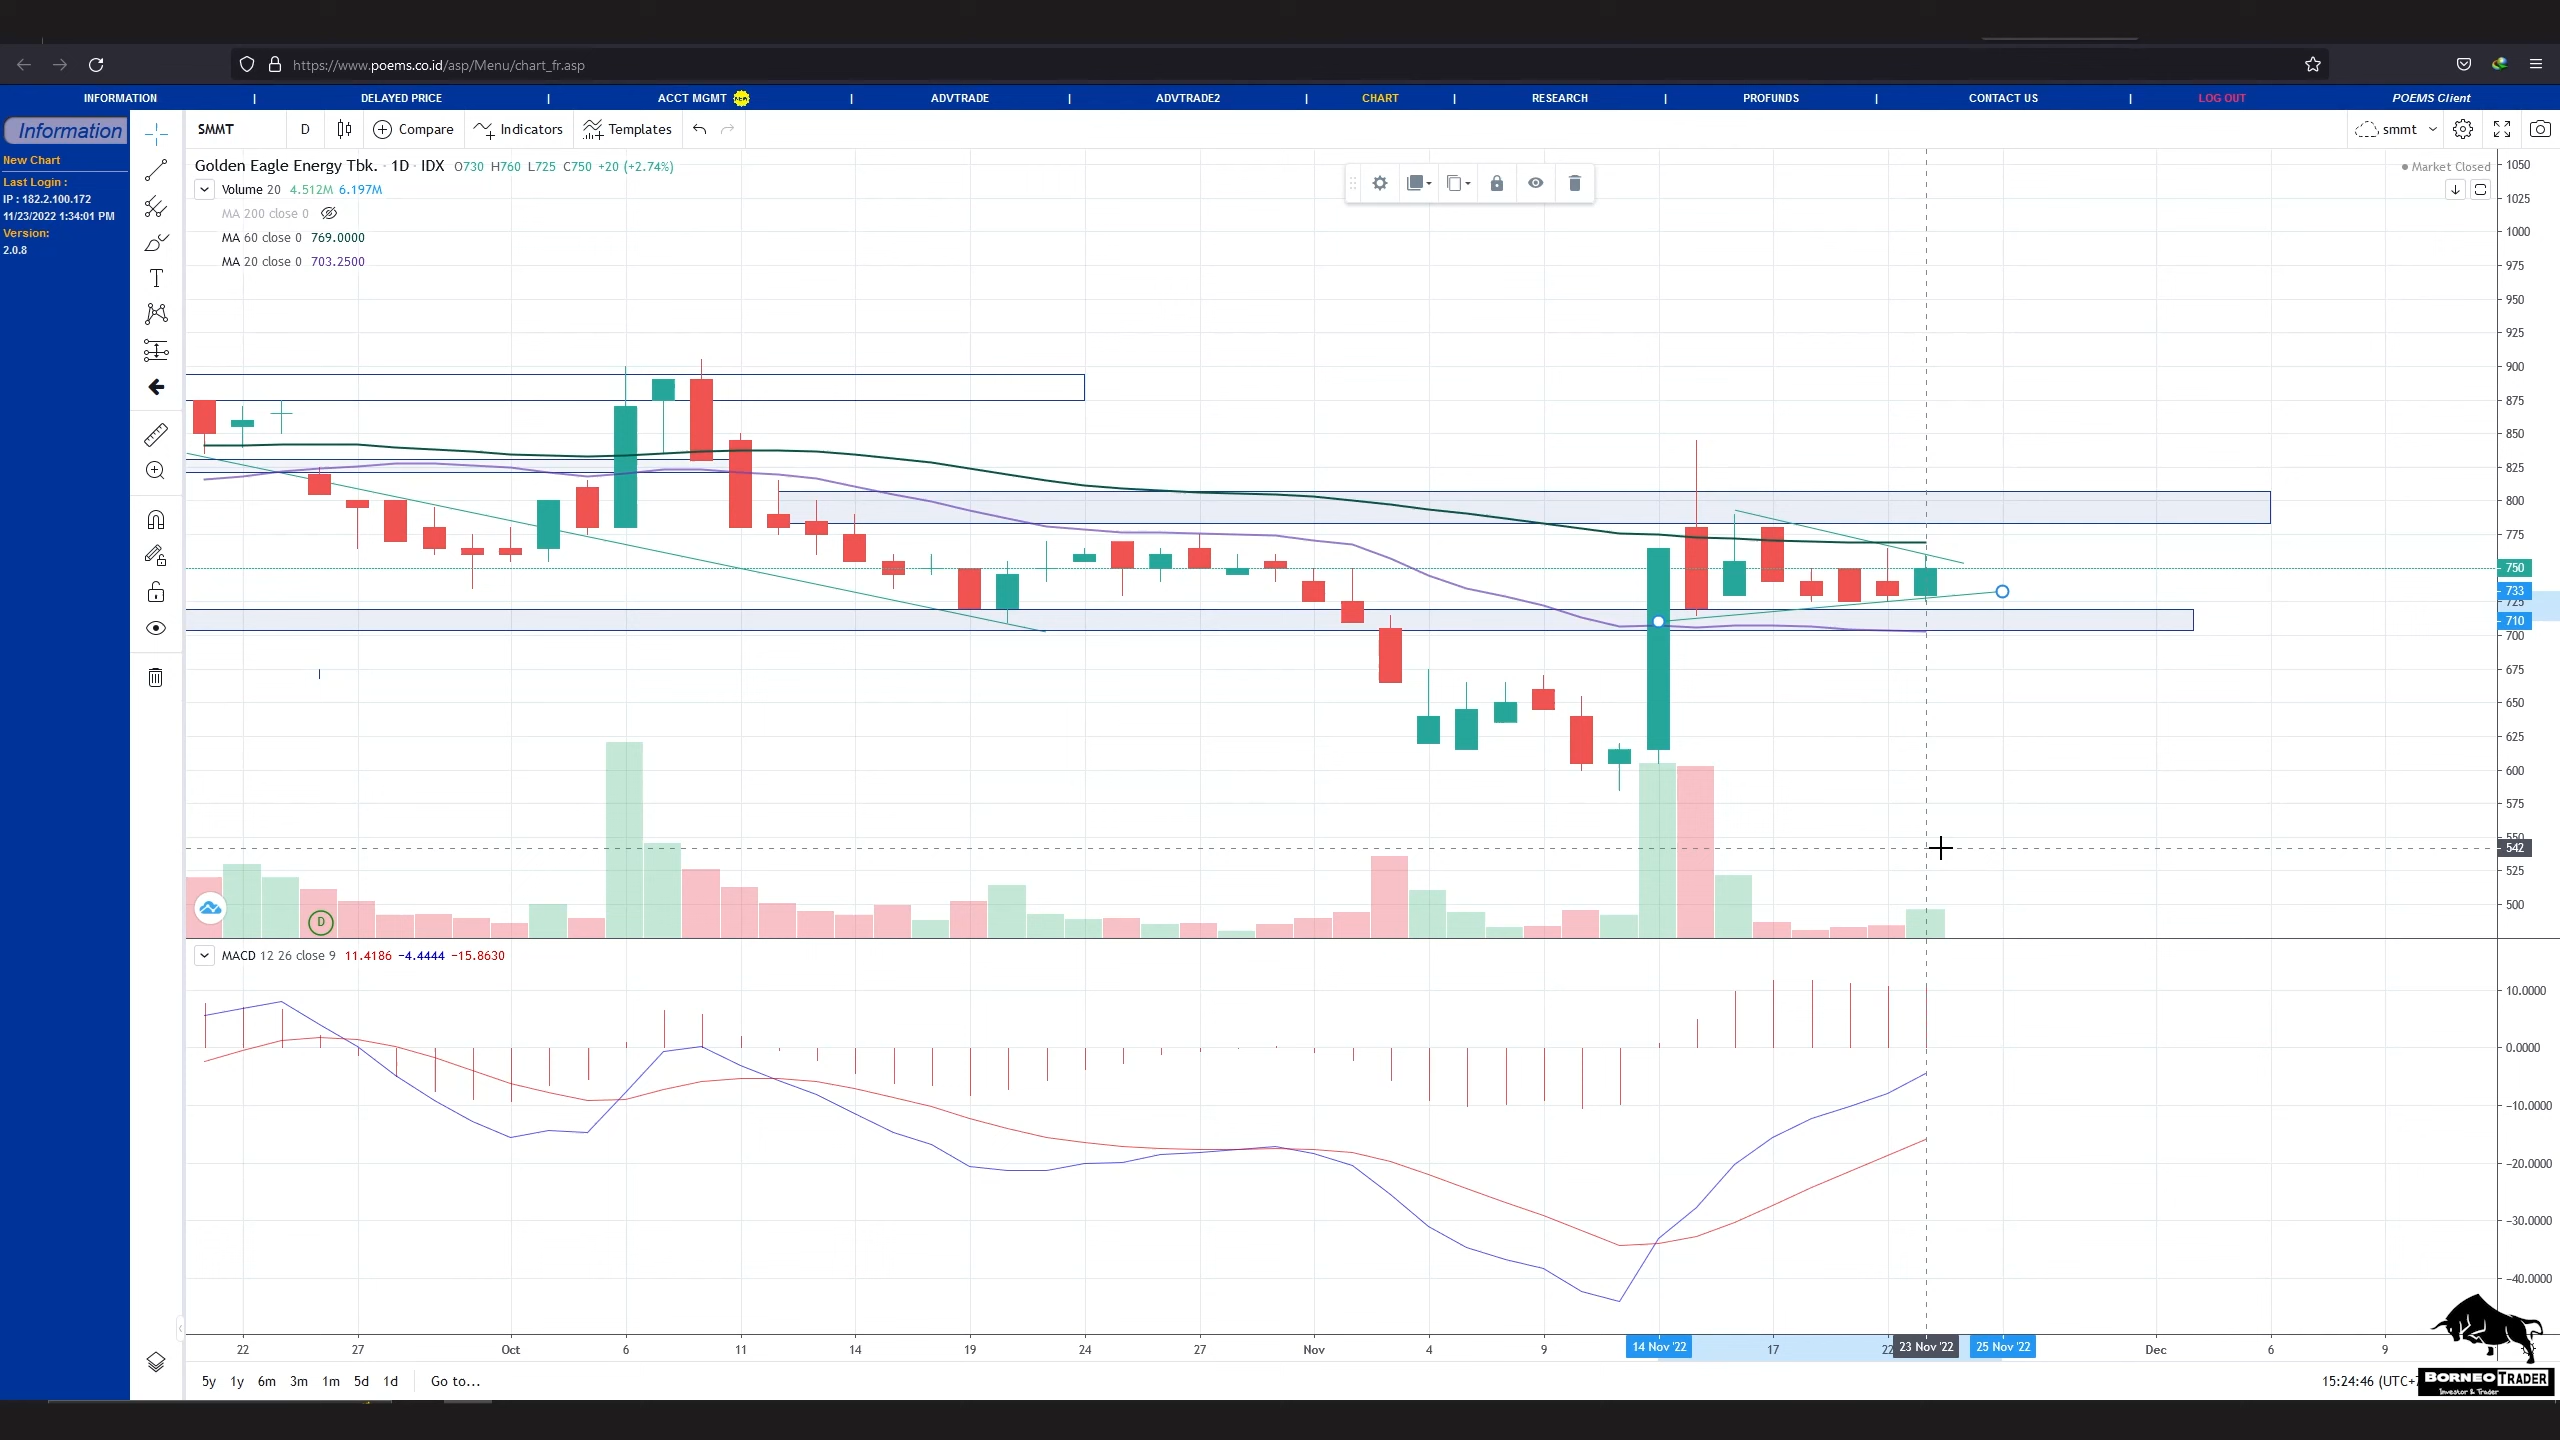 https://www.poems.co.id/asp/Menu/chart_fr.asp
INFORMATION | DELAYED PRICE | ACCT MGMT | ADVTRADE | ADVTRADE2 | CHART | RESEARCH | PROFUNDS | CONTACT US | LOG OUT POEMS Client
Information
New Chart
Last Login :
IP : 182.2.100.172
11/23/2022 1:34:01 PM
Version:
2.0.8
SMMT D Compare Indicators Templates smmt
Golden Eagle Energy Tbk. · 1D · IDX O730 H760 L725 C750 +20 (+2.74%)
Market Closed
Volume 20 4.512M 6.197M
MA 200 close 0
MA 60 close 0 769.0000
MA 20 close 0 703.2500
1050
1025
1000
975
950
925
900
875
850
825
800
775
750
733
725
710
700
675
650
625
600
575
550
542
525
500
D
MACD 12 26 close 9 11.4186 −4.4444 −15.8630
10.0000
0.0000
−10.0000
−20.0000
−30.0000
−40.0000
22 27 Oct 6 11 14 19 24 27 Nov 4 9 14 Nov '22 17 22 23 Nov '22 25 Nov '22 Dec 6 9
5y 1y 6m 3m 1m 5d 1d Go to...
15:24:46 (UTC+7
BORNEO TRADER
Investor & Trader